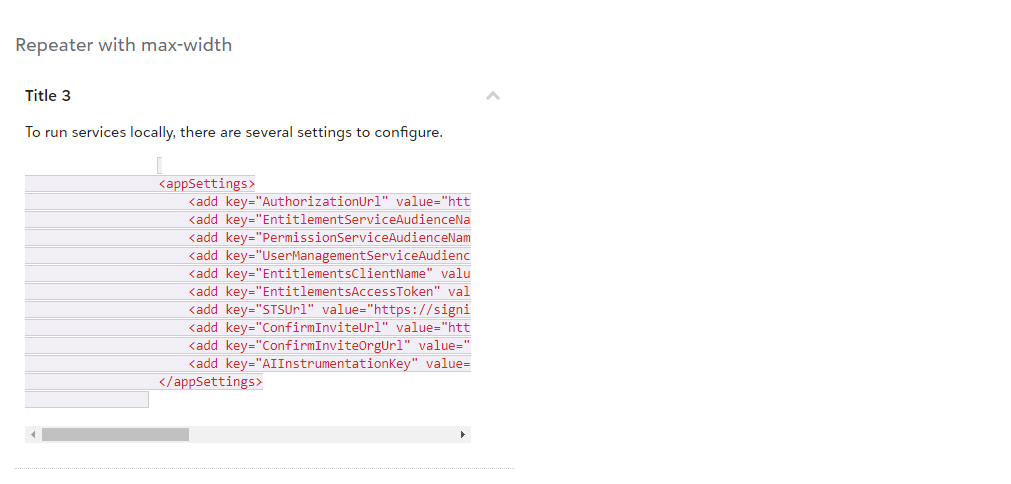 Repeater with max-width
Title 3
To run services locally, there are several settings to configure.
<appSettings>
<add key="AuthorizationUrl" value="htt
<add key="EntitlementServiceAudienceNa
<add key="PermissionServiceAudienceNam
<add key="UserManagementServiceAudienc
<add key="EntitlementsClientName" valu
<add key="EntitlementsAccessToken" val
<add key="STSUrl" value="https://signi
<add key="ConfirmInviteUrl" value="htt
<add key="ConfirmInviteOrgUrl" value="
<add key="AIInstrumentationKey" value=
</appSettings>